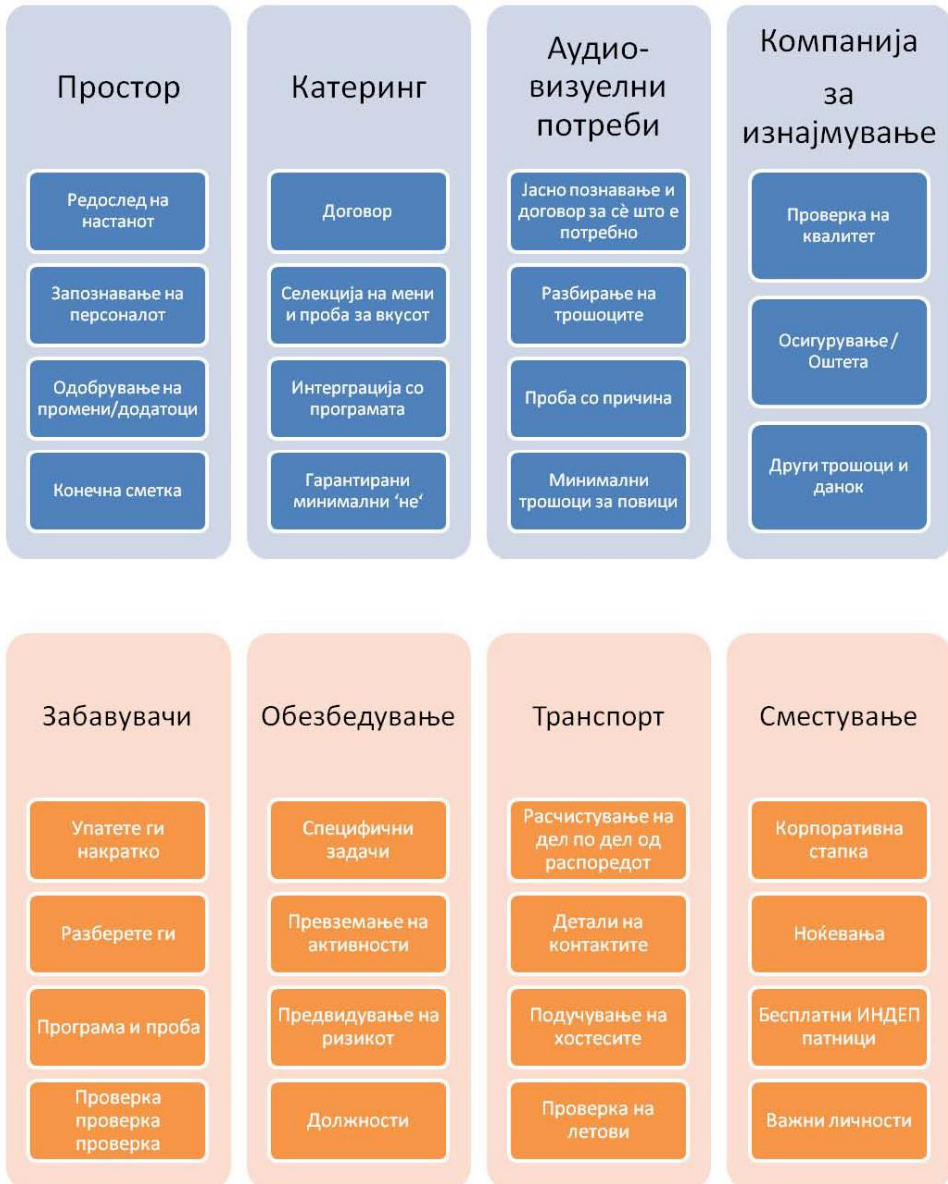 Простор
Редослед на
настанот
Запознавање на
персоналот
Одобрување на
промени/додатоци
Конечна сметка
Катеринг
Договор
Селекција на мени
и проба за вкусот
Интерграција со
програмата
Гарантирани
минимални ‘не‘
Аудио-
визуелни
потреби
Јасно познавање и
договор за сѐ што е
потребно
Разбирање на
трошоците
Проба со причина
Минимални
трошоци за повици
Компанија
за
изнајмување
Проверка на
квалитет
Осигурување /
Оштета
Други трошоци и
данок
Забавувачи
Упатете ги
накратко
Разберете ги
Програма и проба
Проверка
проверка
проверка
Обезбедување
Специфични
задачи
Превземање на
активности
Предвидување на
ризикот
Должности
Транспорт
Расчистување на
дел по дел од
распоредот
Детали на
контактите
Подучување на
хостесите
Проверка на
летови
Сместување
Корпоративна
стапка
Ноќевања
Бесплатни ИНДЕП
патници
Важни личности